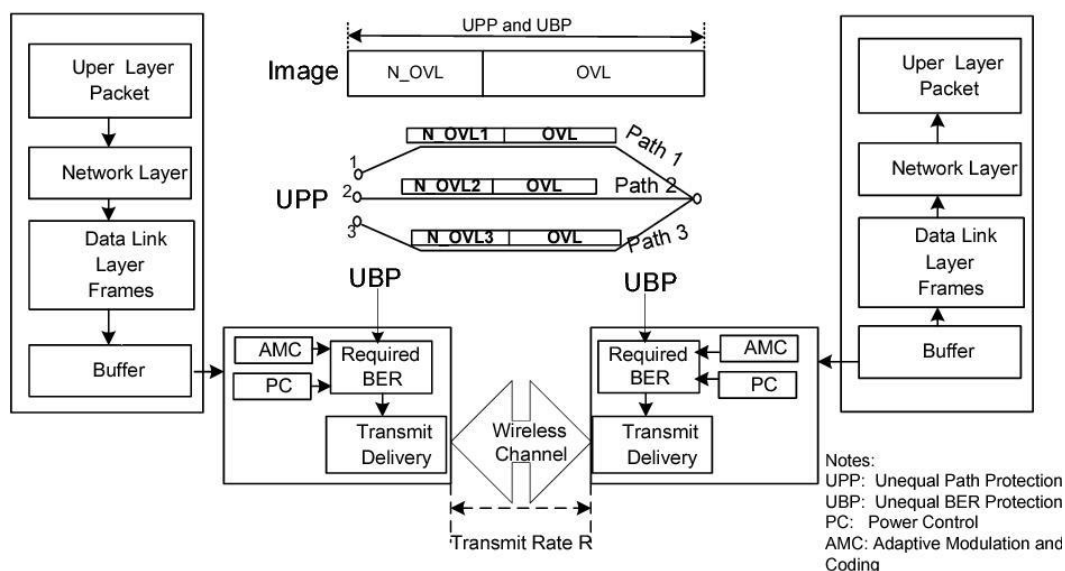 UPP and UBP
Image
N_OVL
OVL
Uper Layer
Packet
Network Layer
Data Link
Layer
Frames
Buffer
UPP
1
2
3
N_OVL1
OVL
Path 1
N_OVL2
OVL
Path 2
N_OVL3
OVL
Path 3
UBP
UBP
AMC
PC
Required
BER
Transmit
Delivery
Wireless
Channel
Transmit Rate R
Required
BER
AMC
PC
Transmit
Delivery
Uper Layer
Packet
Network Layer
Data Link
Layer
Frames
Buffer
Notes:
UPP: Unequal Path Protection
UBP: Unequal BER Protection
PC: Power Control
AMC: Adaptive Modulation and
Coding